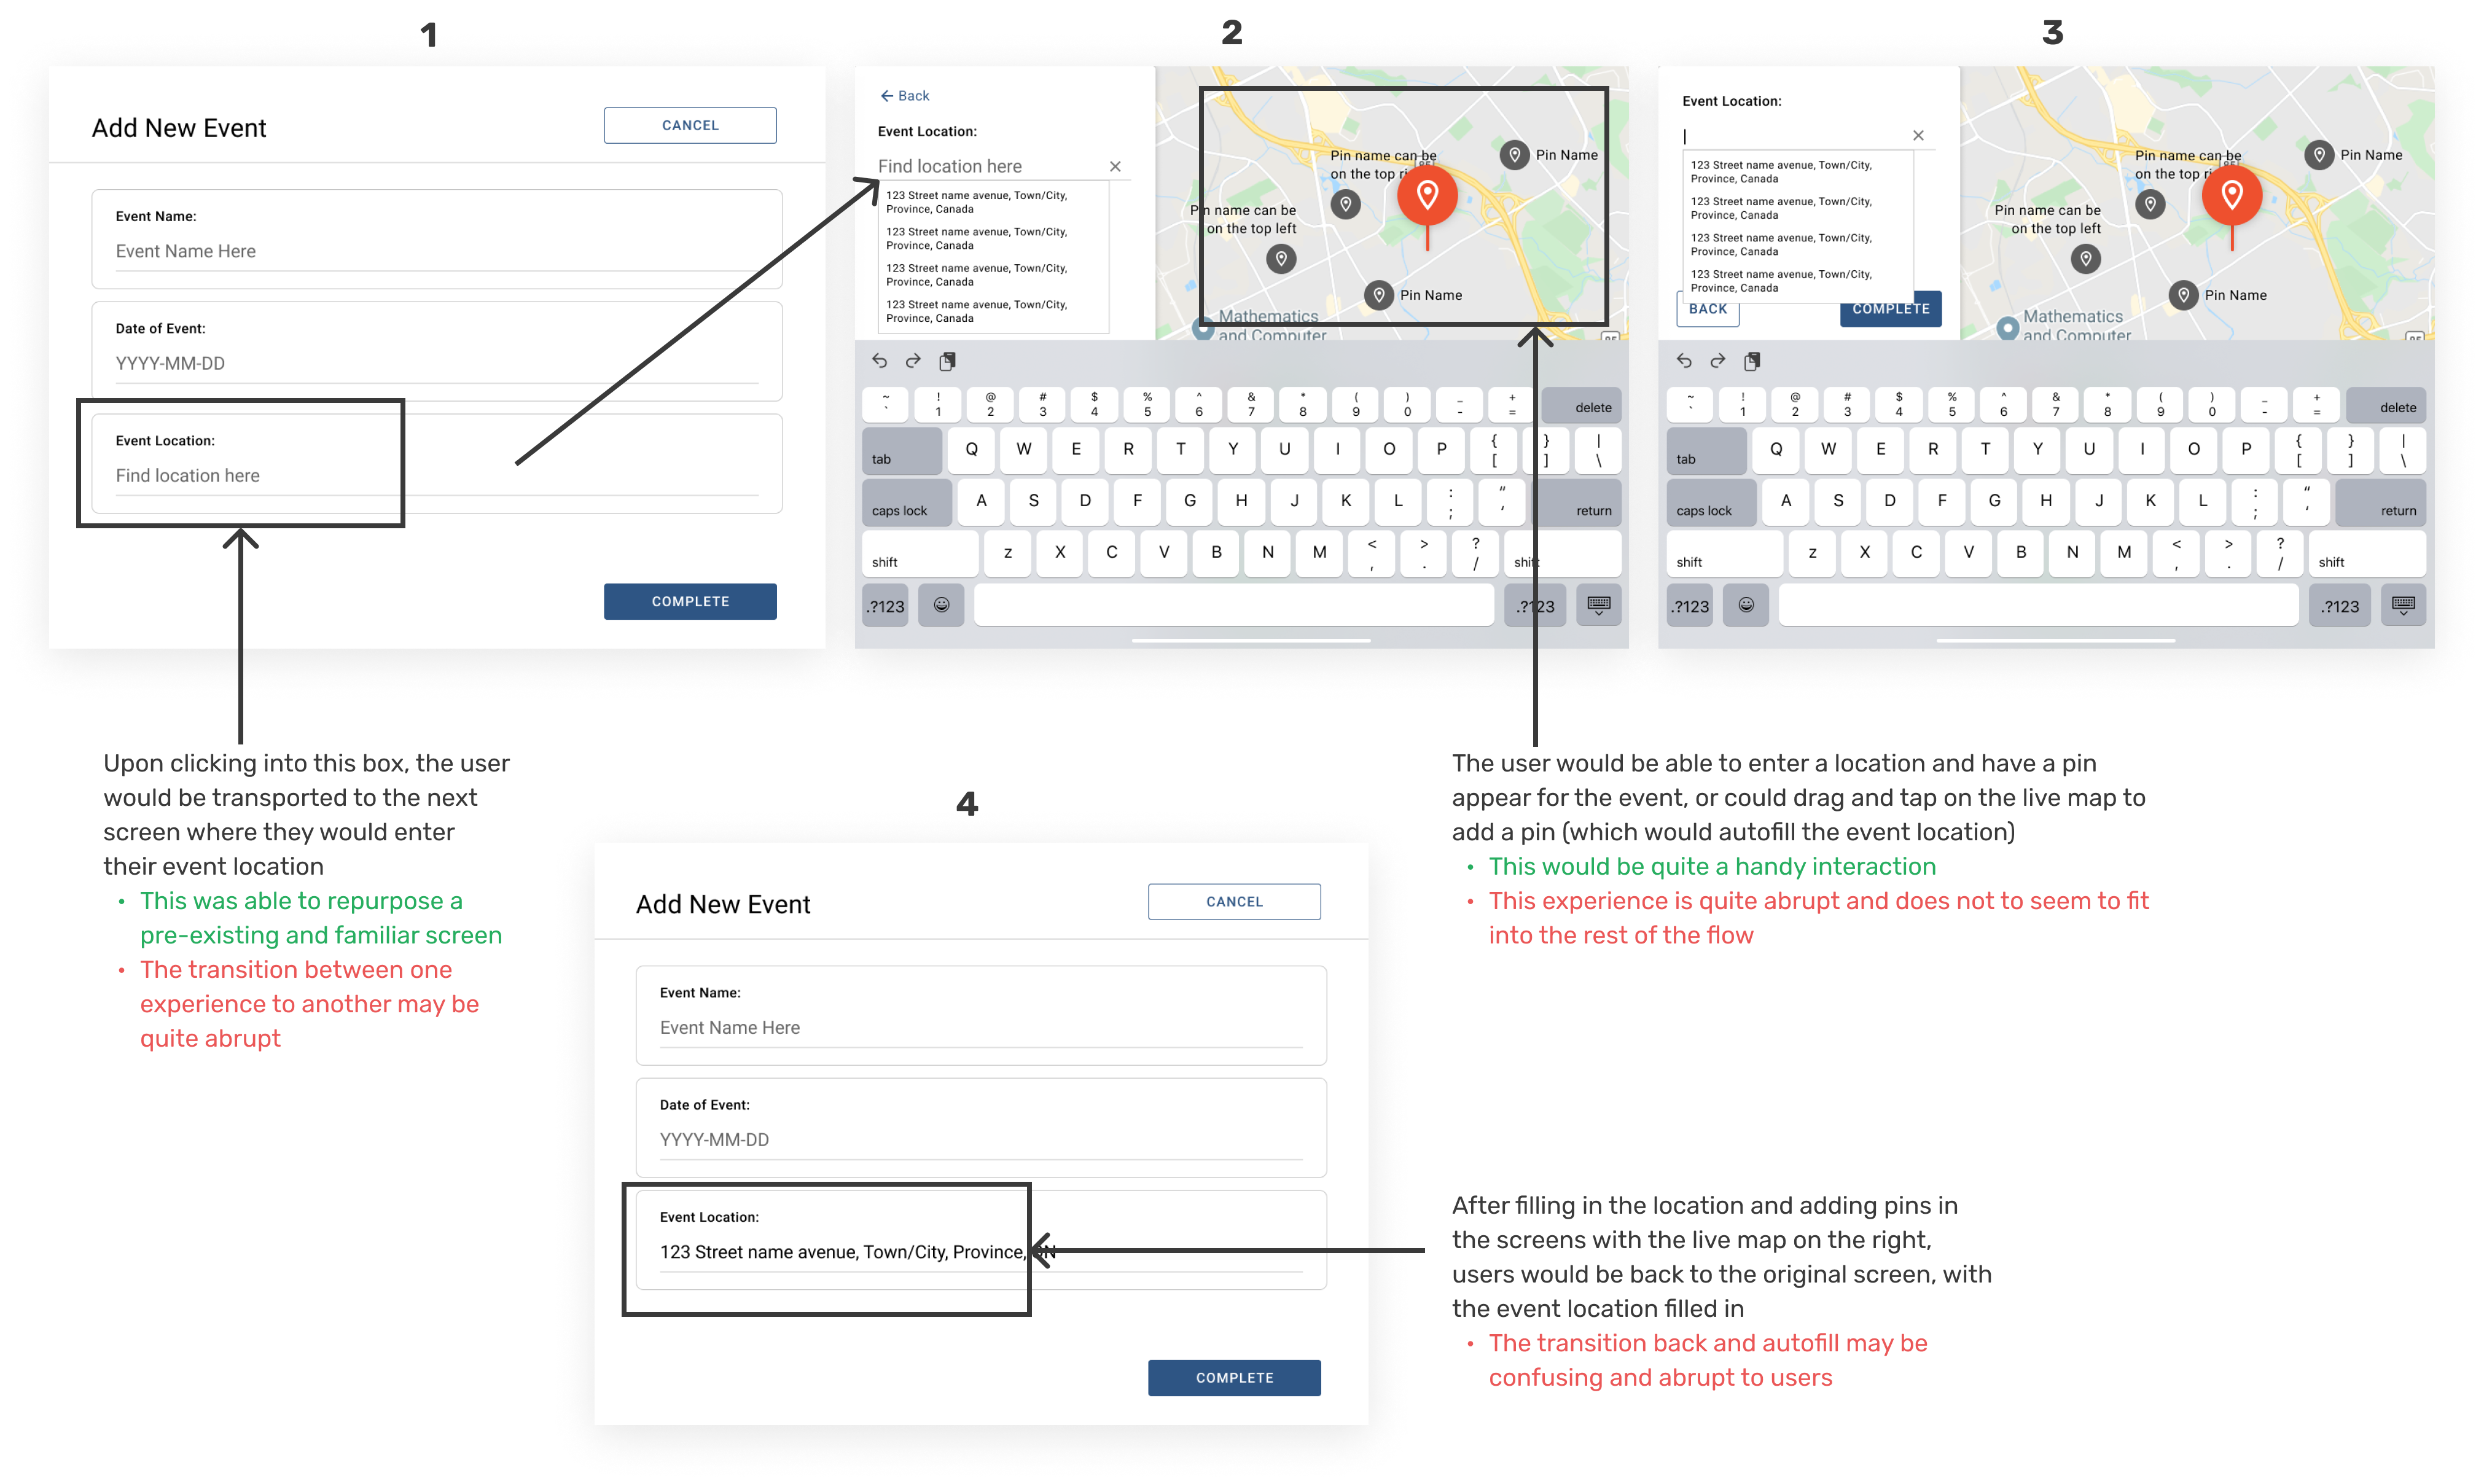 1
Add New Event
CANCEL
Event Name:
Event Name Here
Date of Event:
YYYY-MM-DD
Event Location:
Find location here
COMPLETE
Upon clicking into this box, the user
would be transported to the next
screen where they would enter
their event location
• This was able to repurpose a
pre-existing and familiar screen
• The transition between one
experience to another may be
quite abrupt
2
Back
Event Location:
Find location here
123 Street name avenue, Town/City,
Province, Canada
123 Street name avenue, Town/City,
Province, Canada
123 Street name avenue, Town/City,
Province, Canada
123 Street name avenue, Town/City,
Province, Canada
Pin name can be
on the top ri
Pin Name
Pin name can be
on the top left
Pin Name
Mathematics
and Computer
85
~ ! @ # $ % ^ & * ( ) _ +
` 1 2 3 4 5 6 7 8 9 0 - = delete
tab Q W E R T Y U I O P { [ } ] | \
caps lock A S D F G H J K L : ; " ' return
shift z X C V B N M < , > . ? / shift
.?123 .?123
3
Event Location:
123 Street name avenue, Town/City,
Province, Canada
123 Street name avenue, Town/City,
Province, Canada
123 Street name avenue, Town/City,
Province, Canada
123 Street name avenue, Town/City,
Province, Canada
BACK
COMPLETE
Pin name can be
on the top ri
Pin Name
Pin name can be
on the top left
Pin Name
Mathematics
and Computer
85
~ ! @ # $ % ^ & * ( ) _ +
` 1 2 3 4 5 6 7 8 9 0 - = delete
tab Q W E R T Y U I O P { [ } ] | \
caps lock A S D F G H J K L : ; " ' return
shift z X C V B N M < , > . ? / shift
.?123 .?123
The user would be able to enter a location and have a pin
appear for the event, or could drag and tap on the live map to
add a pin (which would autofill the event location)
• This would be quite a handy interaction
• This experience is quite abrupt and does not to seem to fit
into the rest of the flow
4
Add New Event
CANCEL
Event Name:
Event Name Here
Date of Event:
YYYY-MM-DD
Event Location:
123 Street name avenue, Town/City, Province,
COMPLETE
After filling in the location and adding pins in
the screens with the live map on the right,
users would be back to the original screen, with
the event location filled in
• The transition back and autofill may be
confusing and abrupt to users